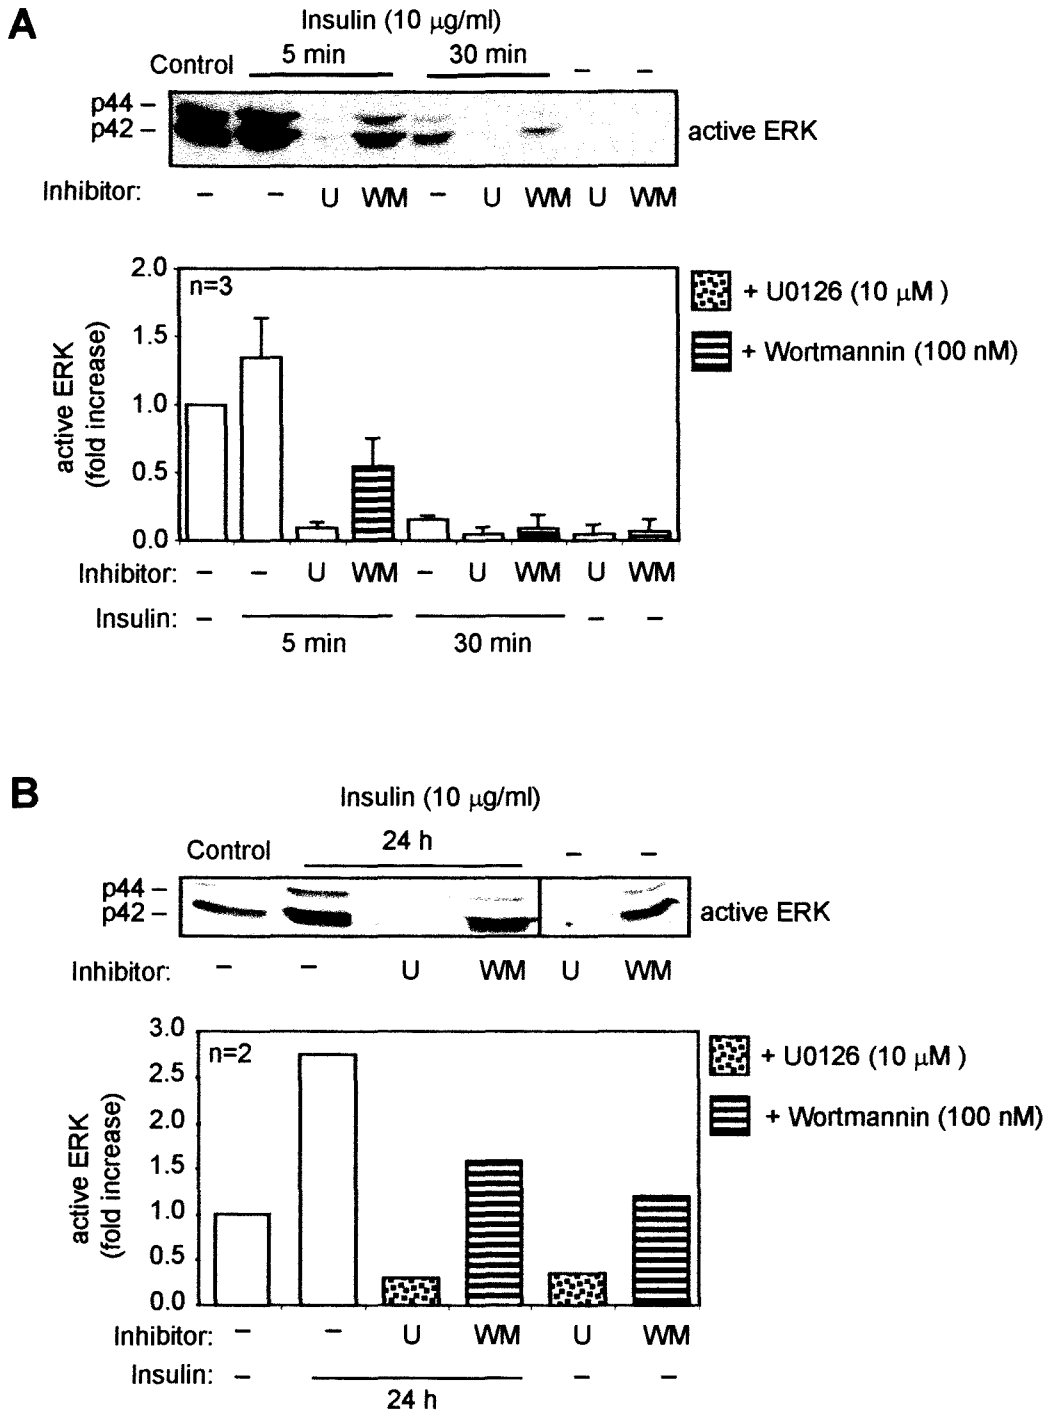 A
Insulin (10 μg/ml)
Control 5 min 30 min – –
p44 –
p42 –
active ERK
Inhibitor: – – U WM – U WM U WM
2.0
1.5
1.0
0.5
0.0
active ERK
(fold increase)
n=3
+ U0126 (10 μM )
+ Wortmannin (100 nM)
Inhibitor: – – U WM – U WM U WM
Insulin: – – –
5 min 30 min
B
Insulin (10 μg/ml)
Control 24 h – –
p44 –
p42 –
active ERK
Inhibitor: – – U WM U WM
3.0
2.5
2.0
1.5
1.0
0.5
0.0
active ERK
(fold increase)
n=2
+ U0126 (10 μM )
+ Wortmannin (100 nM)
Inhibitor: – – U WM U WM
Insulin: – – –
24 h